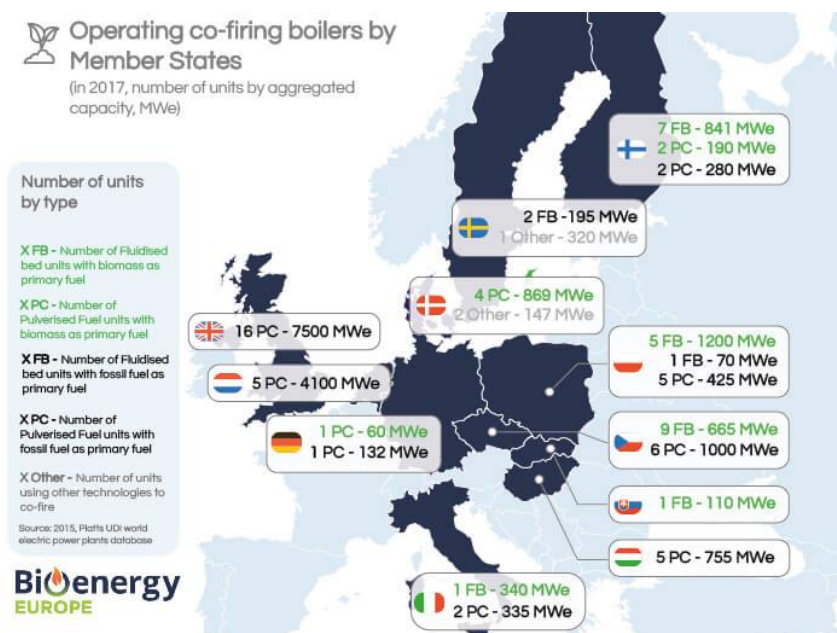 Operating co-firing boilers by
Member States
(in 2017, number of units by aggregated
capacity, MWe)
7 FB - 841 MWe
2 PC - 190 MWe
2 PC - 280 MWe
Number of units
by type
2 FB -195 MWe
1 Other - 320 MWe
X FB - Number of Fluidised
bed units with biomass as
primary fuel
X PC - Number of
Pulverised Fuel units with
biomass as primary fuel
X FB - Number of Fluidised
bed units with fossil fuel as
primary fuel
X PC - Number of
Pulverised Fuel units with
fossil fuel as primary fuel
X Other - Number of units
using other technologies to
co-fire
Source: 2015, Platts UDI world
electric power plants database
4 PC - 869 MWe
2 Other - 147 MWe
16 PC - 7500 MWe
5 FB - 1200 MWe
1 FB - 70 MWe
5 PC - 425 MWe
5 PC - 4100 MWe
1 PC - 60 MWe
1 PC - 132 MWe
9 FB - 665 MWe
6 PC - 1000 MWe
1 FB - 110 MWe
5 PC - 755 MWe
1 FB - 340 MWe
2 PC - 335 MWe
Bioenergy
EUROPE